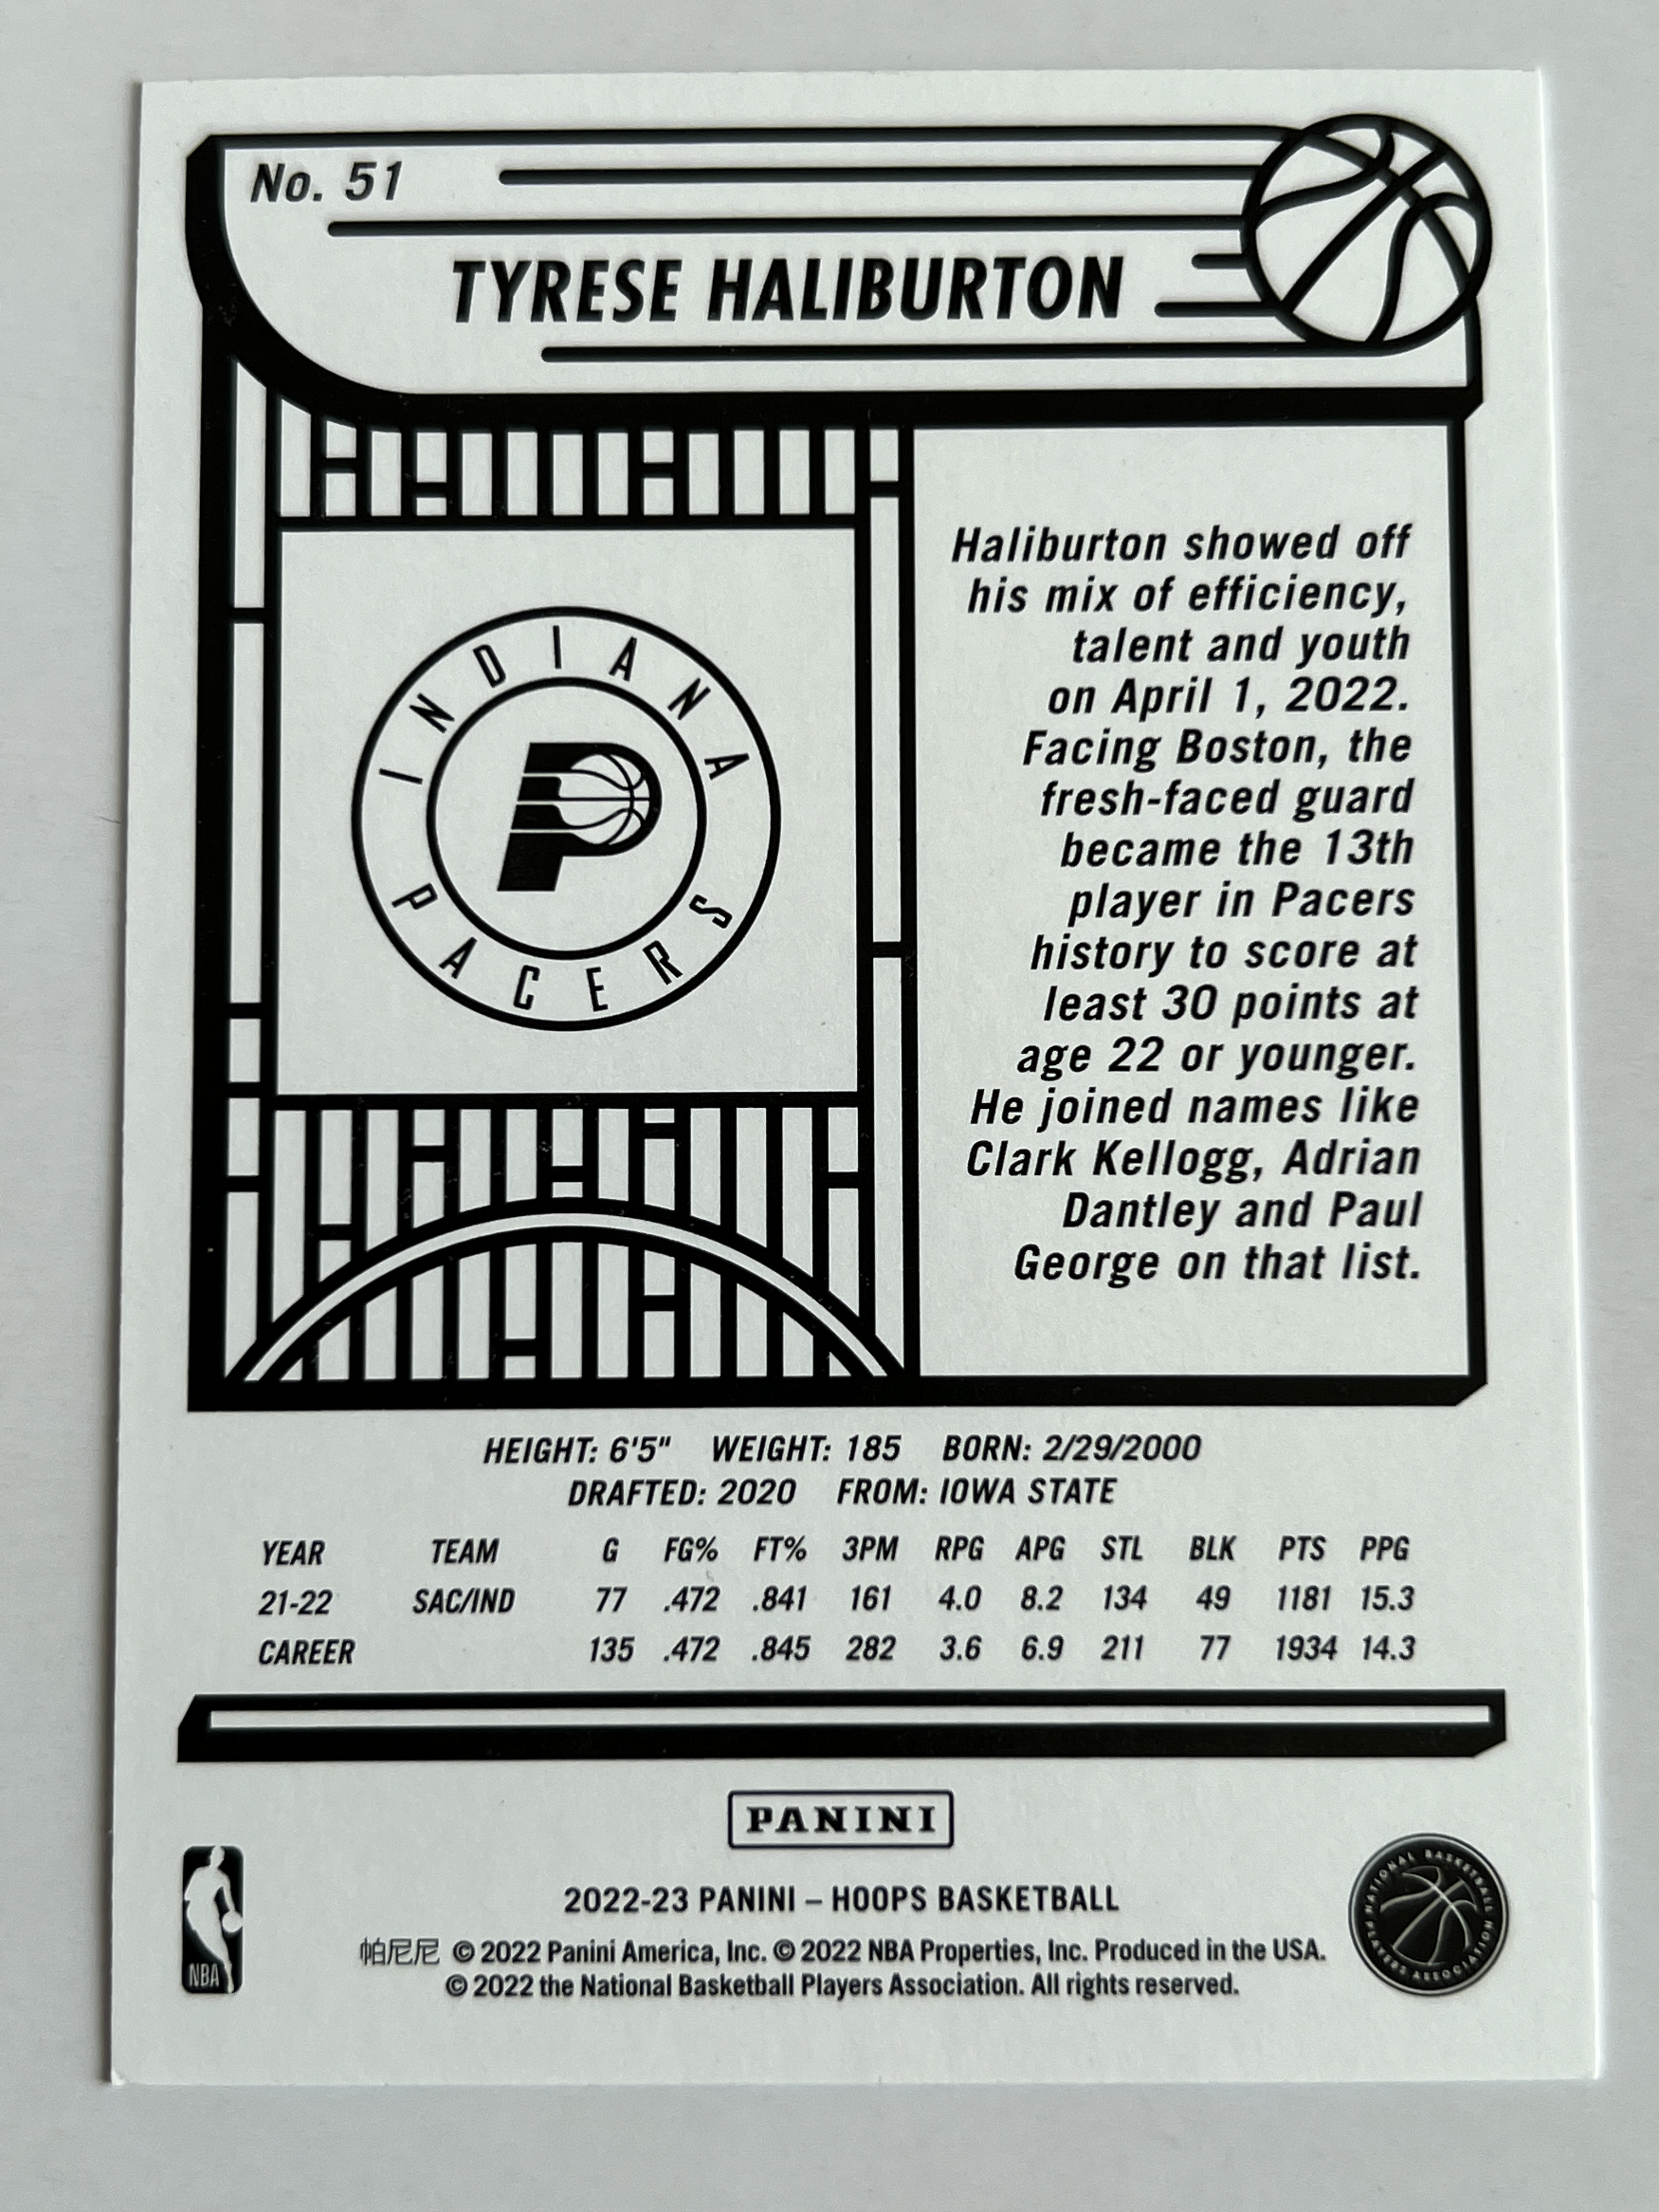 No. 51
TYRESE HALIBURTON
INDIANA
PACERS
Haliburton showed off
his mix of efficiency,
talent and youth
on April 1, 2022.
Facing Boston, the
fresh-faced guard
became the 13th
player in Pacers
history to score at
least 30 points at
age 22 or younger.
He joined names like
Clark Kellogg, Adrian
Dantley and Paul
George on that list.
HEIGHT: 6'5" WEIGHT: 185 BORN: 2/29/2000
DRAFTED: 2020 FROM: IOWA STATE
YEAR TEAM G FG% FT% 3PM RPG APG STL BLK PTS PPG
21-22 SAC/IND 77 .472 .841 161 4.0 8.2 134 49 1181 15.3
CAREER 135 .472 .845 282 3.6 6.9 211 77 1934 14.3
PANINI
2022-23 PANINI – HOOPS BASKETBALL
帕尼尼 © 2022 Panini America, Inc. © 2022 NBA Properties, Inc. Produced in the USA.
© 2022 the National Basketball Players Association. All rights reserved.
NBA
NATIONAL BASKETBALL
PLAYERS ASSOCIATION